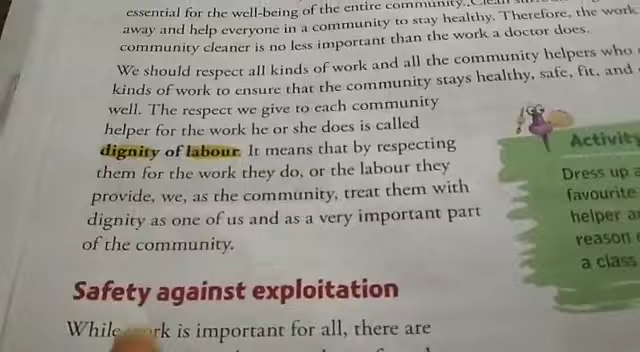 essential for the well-being of the entire community. Clean
away and help everyone in a community to stay healthy. Therefore, the work
community cleaner is no less important than the work a doctor does.
We should respect all kinds of work and all the community helpers who
kinds of work to ensure that the community stays healthy, safe, fit, and
well. The respect we give to each community
helper for the work he or she does is called
dignity of labour. It means that by respecting
them for the work they do, or the labour they
provide, we, as the community, treat them with
dignity as one of us and as a very important part
of the community.
Safety against exploitation
While work is important for all, there are
Activity
Dress up a
favourite
helper
reason
a class